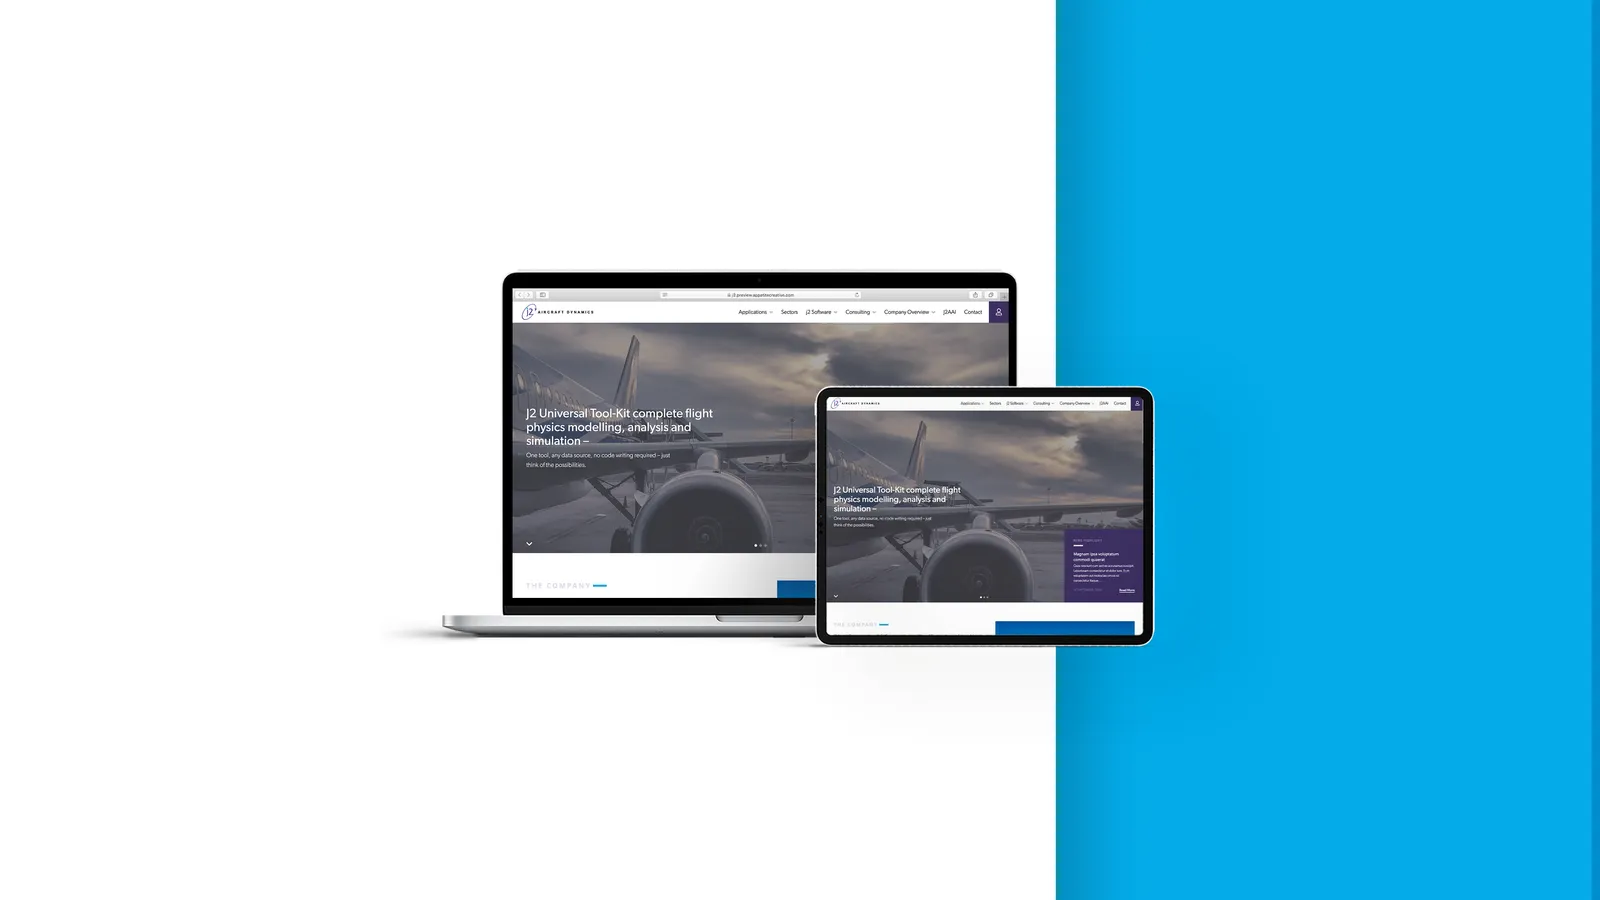 j2.preview.appetitecreative.com
J2 AIRCRAFT DYNAMICS
Applications Sectors j2 Software Consulting Company Overview J2AAI Contact
J2 Universal Tool-Kit complete flight
physics modelling, analysis and
simulation –
One tool, any data source, no code writing required – just
think of the possibilities.
THE COMPANY
J2 AIRCRAFT DYNAMICS
Applications Sectors j2 Software Consulting Company Overview J2AAI Contact
J2 Universal Tool-Kit complete flight
physics modelling, analysis and
simulation –
One tool, any data source, no code writing required – just
think of the possibilities.
Magnam ipsa voluptatum
commodi quaerat
Read More
THE COMPANY